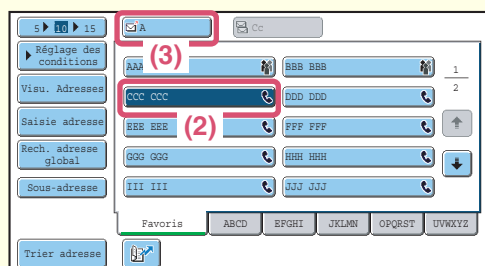 5 10 15
A
Cc
Réglage des
conditions
(3)
AAA
BBB BBB
1
2
Visu. Adresses
CCC CCC
DDD DDD
Saisie adresse
EEE EEE
(2)
FFF FFF
Rech. adresse
global
GGG GGG
HHH HHH
Sous-adresse
III III
JJJ JJJ
Favoris
ABCD
EFGHI
JKLMN
OPQRST
UVWXYZ
Trier adresse